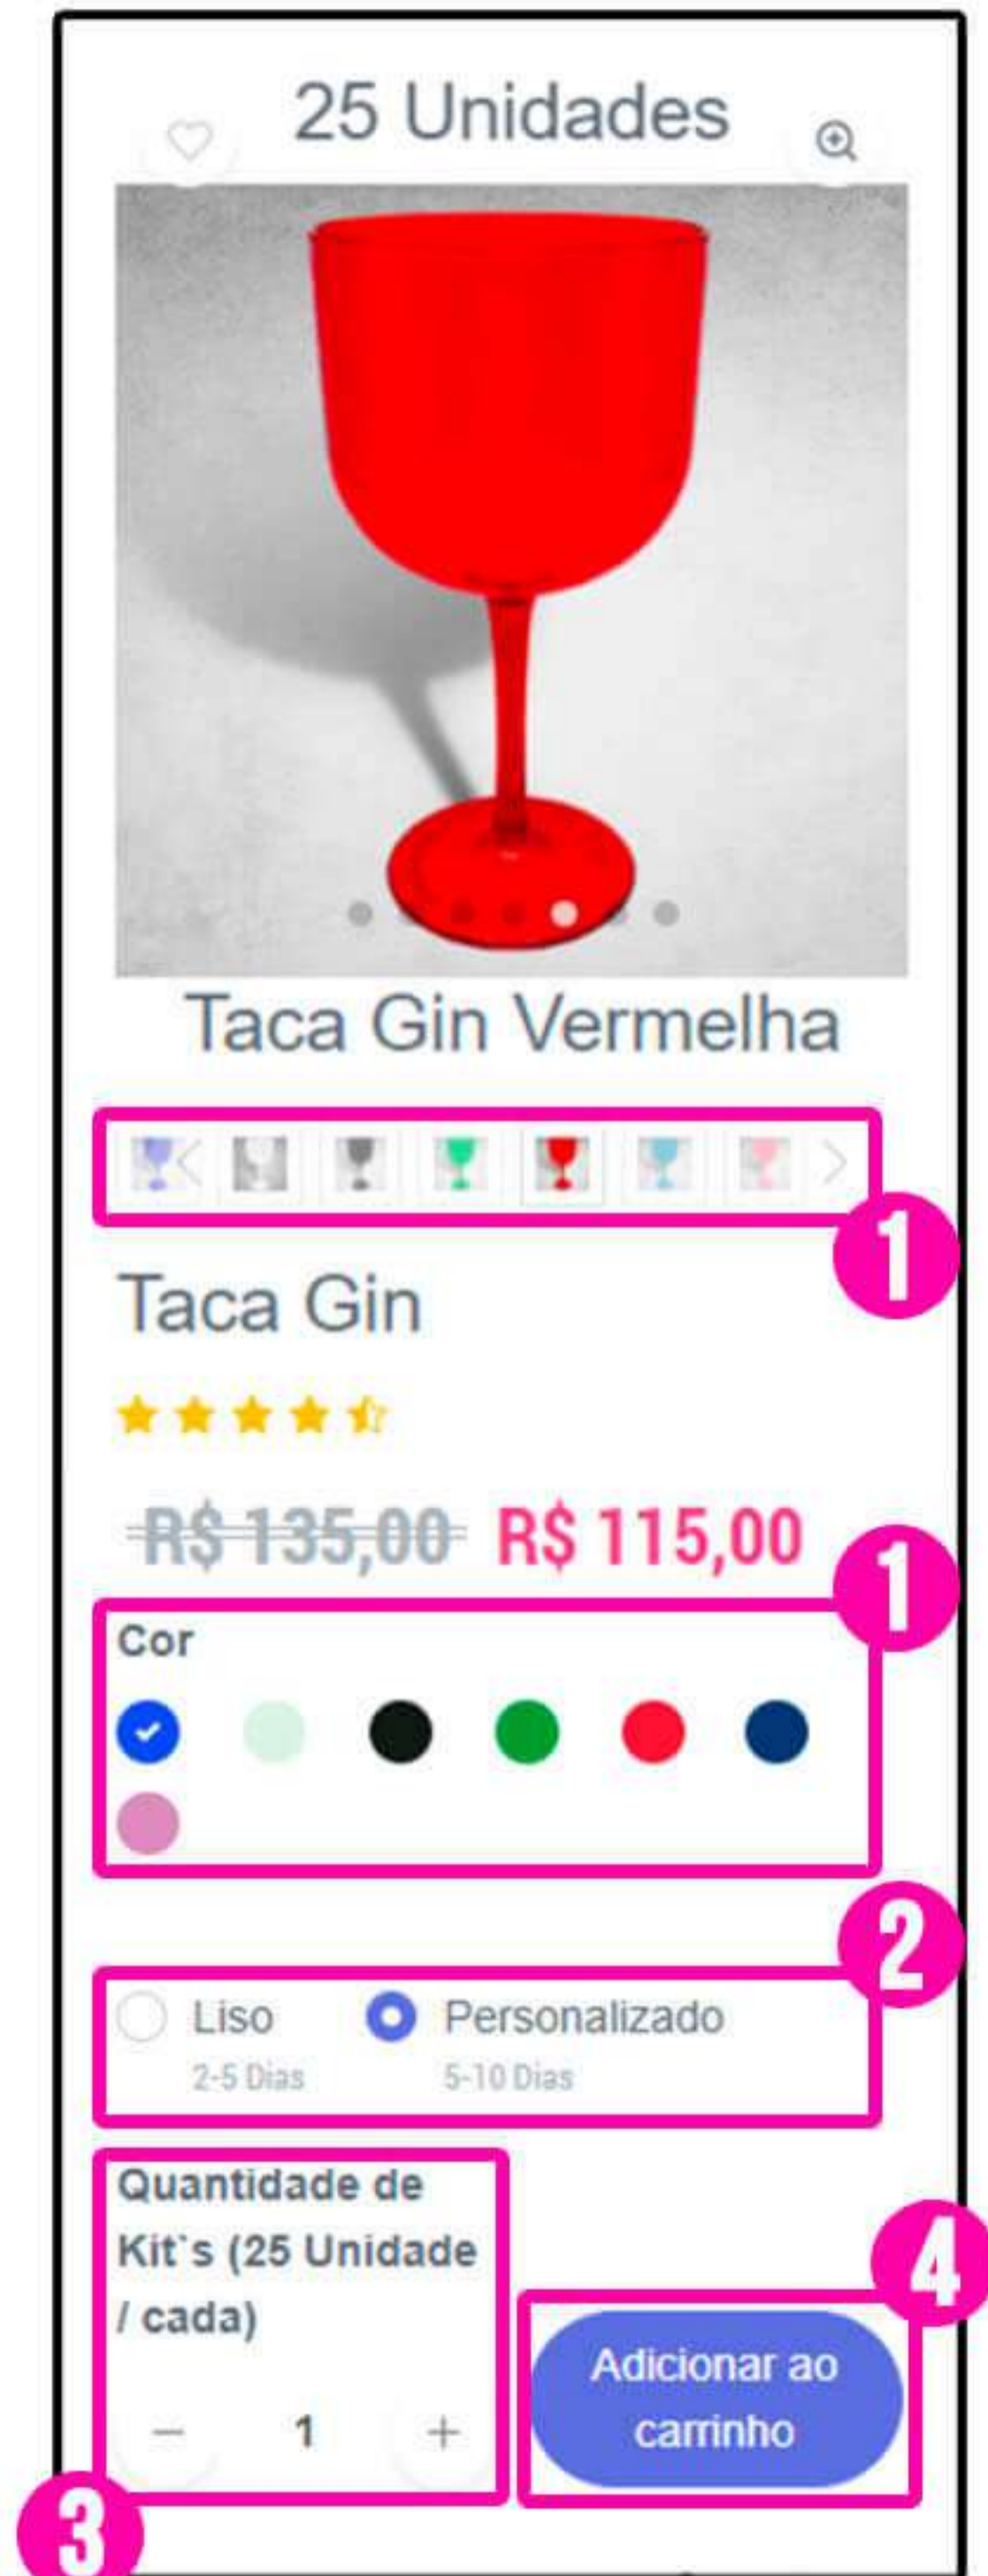 25 Unidades
Taca Gin Vermelha
1
Taca Gin
R$ 135,00 R$ 115,00
1
Cor
2
Liso Personalizado
2-5 Dias 5-10 Dias
Quantidade de
Kit`s (25 Unidade
/ cada)
4
Adicionar ao
carrinho
− 1 +
3